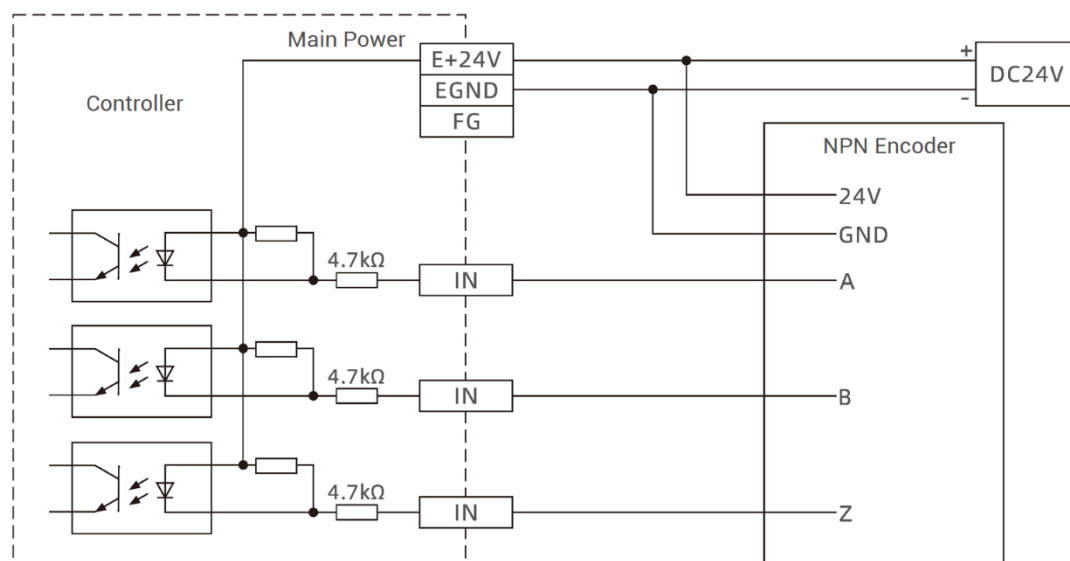 Main Power
E+24V
+
DC24V
EGND
-
Controller
FG
NPN Encoder
24V
GND
4.7kΩ
IN
A
4.7kΩ
IN
B
4.7kΩ
IN
Z